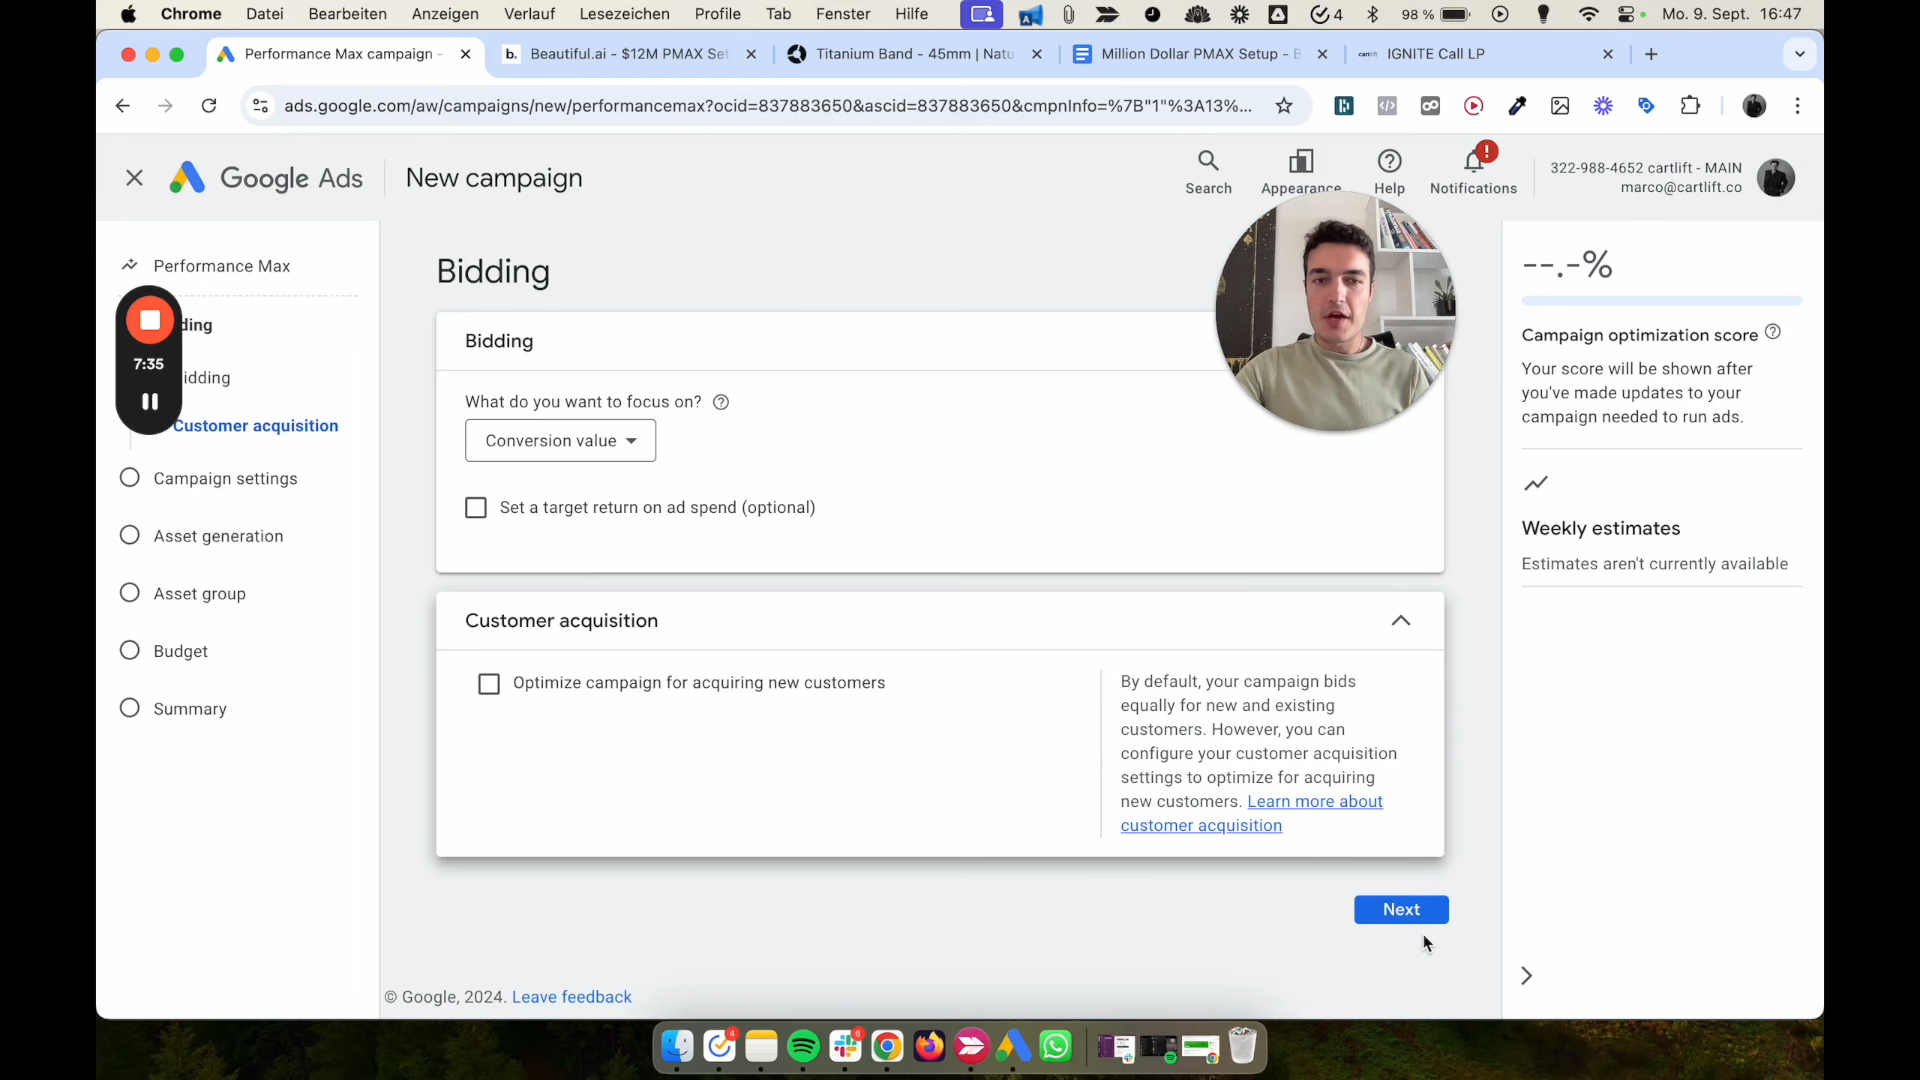 Chrome Datei Bearbeiten Anzeigen Verlauf Lesezeichen Profile Tab Fenster Hilfe 4 98 % Mo. 9. Sept. 16:47
Performance Max campaign - Beautiful.ai - $12M PMAX Set Titanium Band - 45mm | Natu Million Dollar PMAX Setup - B cartlift IGNITE Call LP
ads.google.com/aw/campaigns/new/performancemax?ocid=837883650&ascid=837883650&cmpnInfo=%7B"1"%3A13%...
Google Ads New campaign
Search Appearance Help Notifications
322-988-4652 cartlift - MAIN
marco@cartlift.co
Performance Max
ding
7:35
idding
Customer acquisition
Campaign settings
Asset generation
Asset group
Budget
Summary
Bidding
Bidding
What do you want to focus on?
Conversion value
Set a target return on ad spend (optional)
Customer acquisition
Optimize campaign for acquiring new customers
By default, your campaign bids
equally for new and existing
customers. However, you can
configure your customer acquisition
settings to optimize for acquiring
new customers. Learn more about
customer acquisition
Next
© Google, 2024. Leave feedback
--.-%
Campaign optimization score
Your score will be shown after
you've made updates to your
campaign needed to run ads.
Weekly estimates
Estimates aren't currently available
4
6